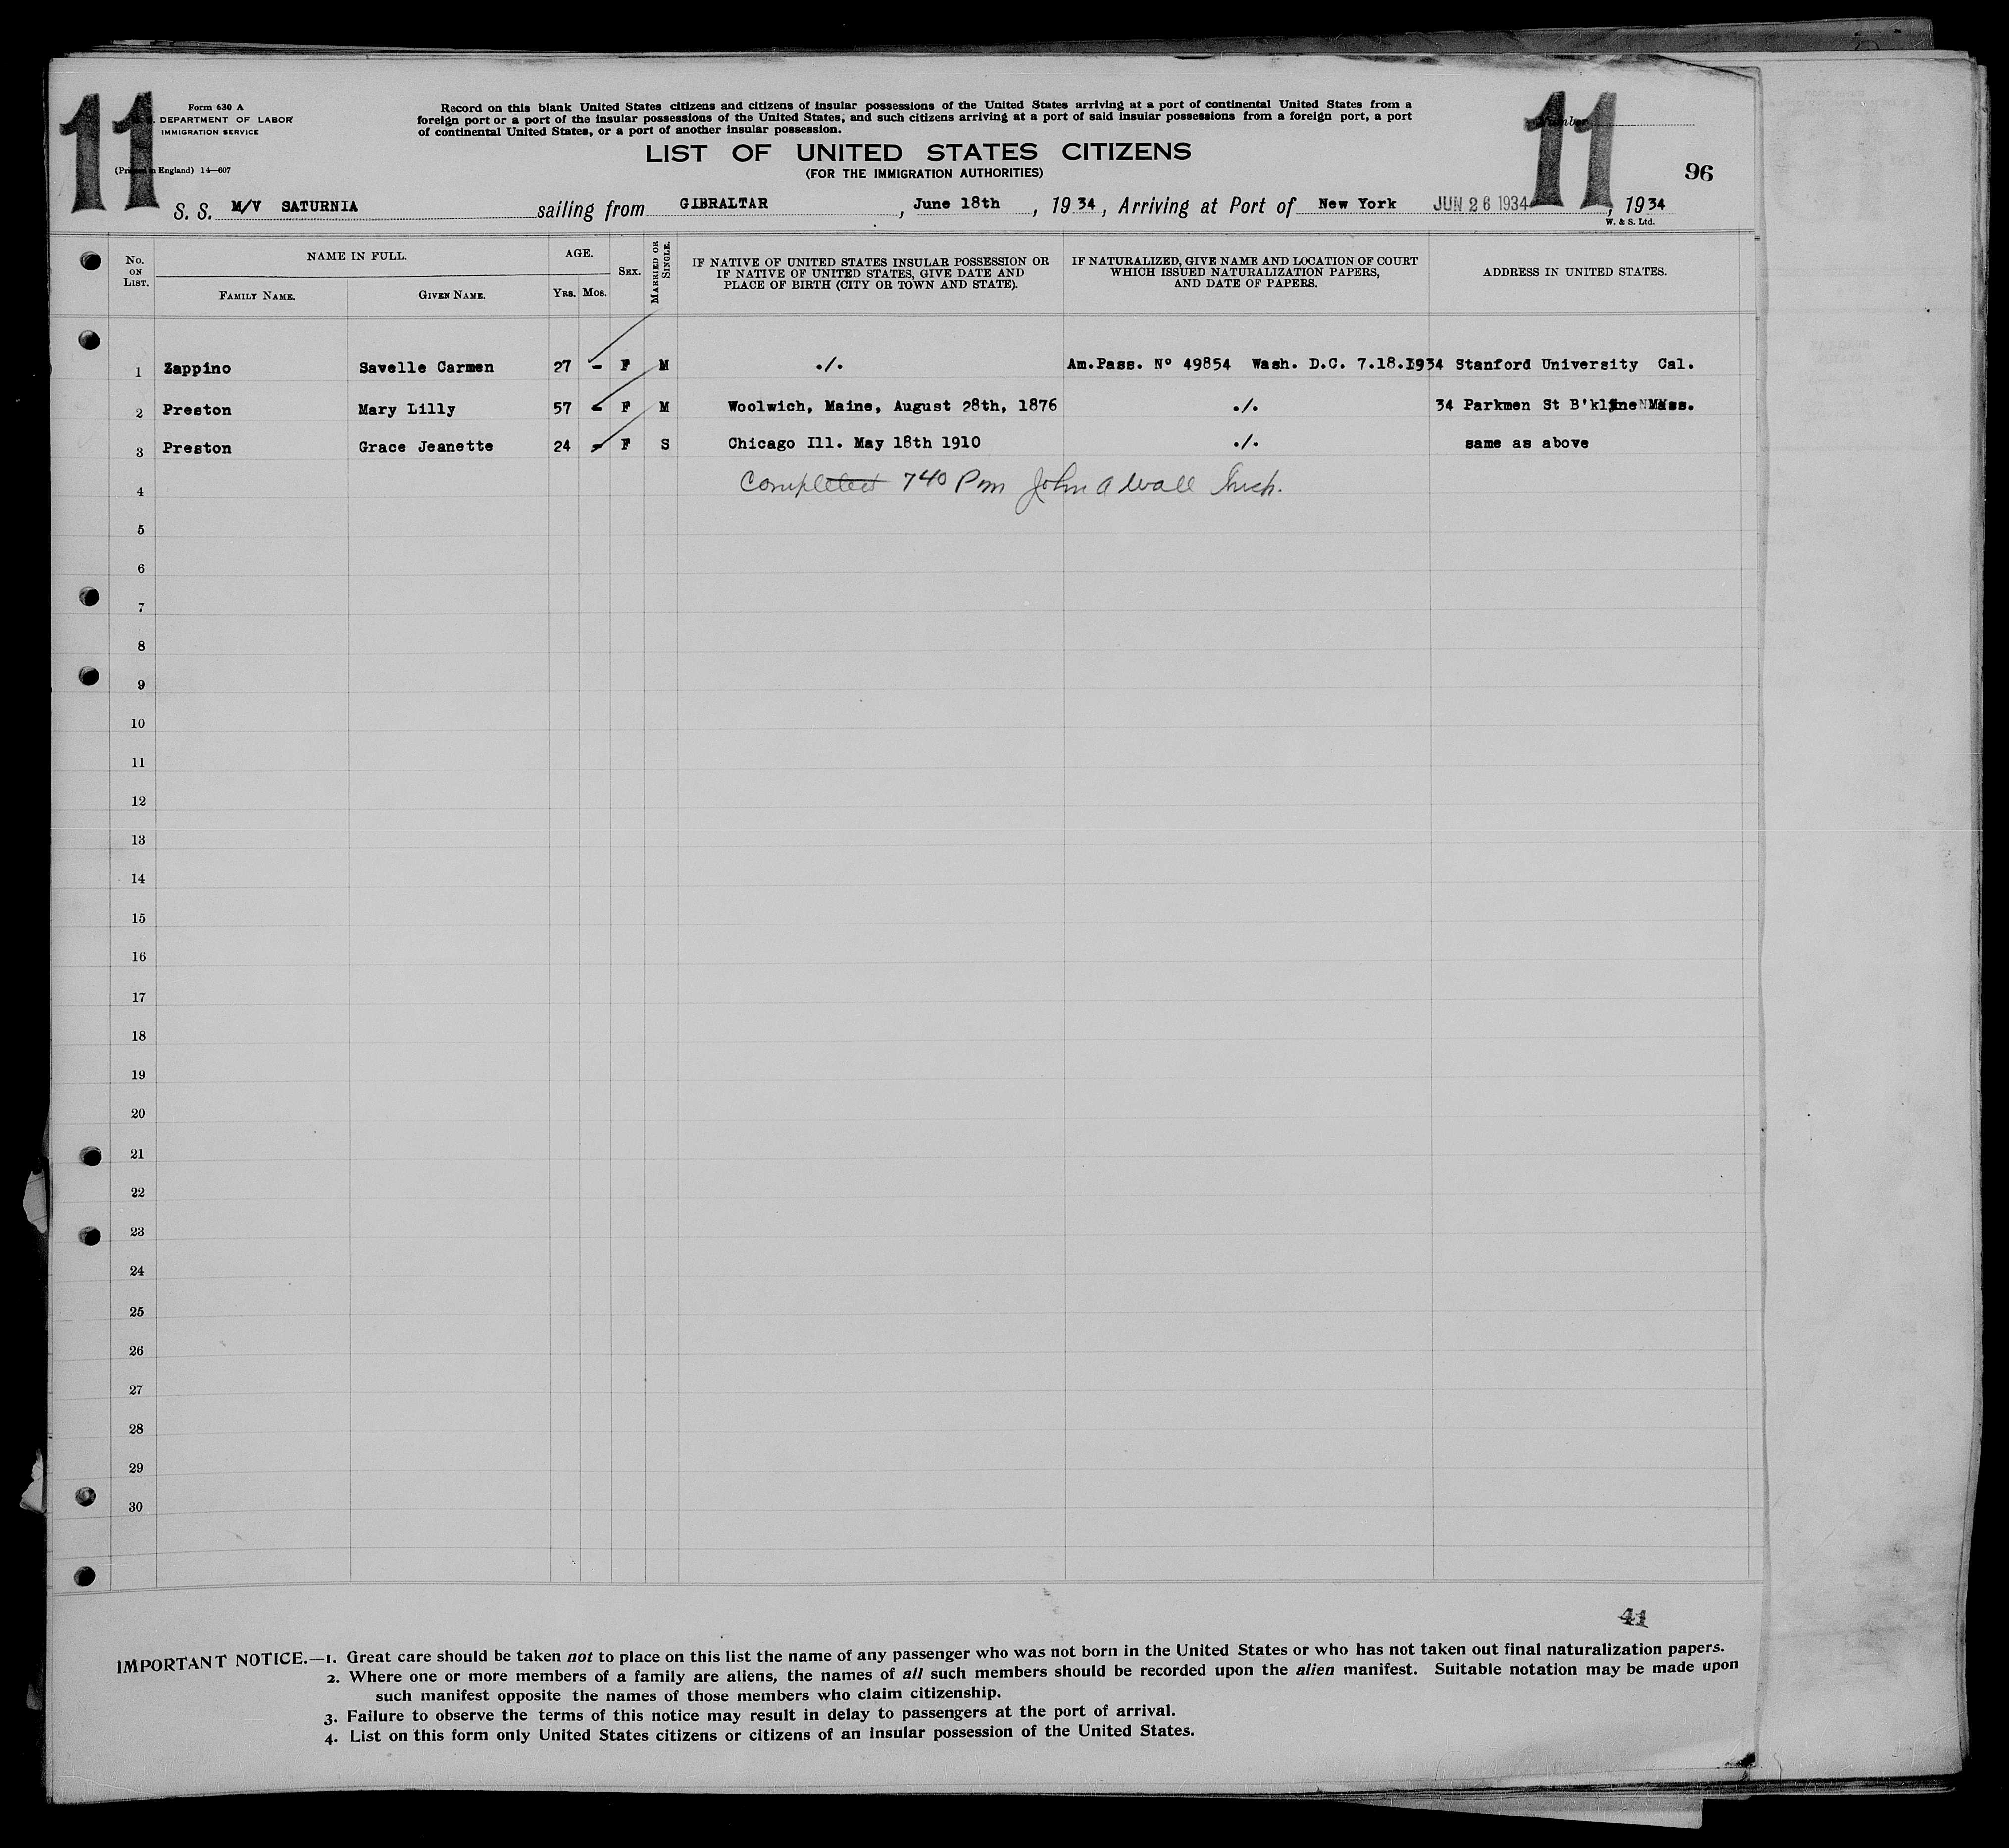 11
Form 630 A
DEPARTMENT OF LABOR
IMMIGRATION SERVICE
(Printed in England) 14—607
Record on this blank United States citizens and citizens of insular possessions of the United States arriving at a port of continental United States from a
foreign port or a port of the insular possessions of the United States, and such citizens arriving at a port of said insular possessions from a foreign port, a port
of continental United States, or a port of another insular possession.
LIST OF UNITED STATES CITIZENS
(FOR THE IMMIGRATION AUTHORITIES)
Number
11
96
S. S. M/V SATURNIA sailing from GIBRALTAR, June 18th, 1934, Arriving at Port of New York JUN 26 1934, 1934
W. & S. Ltd.
No. ON LIST. NAME IN FULL. AGE. SEX. MARRIED OR SINGLE. IF NATIVE OF UNITED STATES INSULAR POSSESSION OR IF NATIVE OF UNITED STATES, GIVE DATE AND PLACE OF BIRTH (CITY OR TOWN AND STATE). IF NATURALIZED, GIVE NAME AND LOCATION OF COURT WHICH ISSUED NATURALIZATION PAPERS, AND DATE OF PAPERS. ADDRESS IN UNITED STATES.
FAMILY NAME. GIVEN NAME. YRS. MOS.
1 Zappino Savelle Carmen 27 - F M ./. Am.Pass. Nº 49854 Wash. D.C. 7.18.1934 Stanford University Cal.
2 Preston Mary Lilly 57 - F M Woolwich, Maine, August 28th, 1876 ./. 34 Parkmen St Mass.
3 Preston Grace Jeanette 24 - F S Chicago Ill. May 18th 1910 ./. same as above
4 Completed 740 Pm John A Wall
5
6
7
8
9
10
11
12
13
14
15
16
17
18
19
20
21
22
23
24
25
26
27
28
29
30
41
IMPORTANT NOTICE.—1. Great care should be taken not to place on this list the name of any passenger who was not born in the United States or who has not taken out final naturalization papers.
2. Where one or more members of a family are aliens, the names of all such members should be recorded upon the alien manifest. Suitable notation may be made upon
such manifest opposite the names of those members who claim citizenship.
3. Failure to observe the terms of this notice may result in delay to passengers at the port of arrival.
4. List on this form only United States citizens or citizens of an insular possession of the United States.